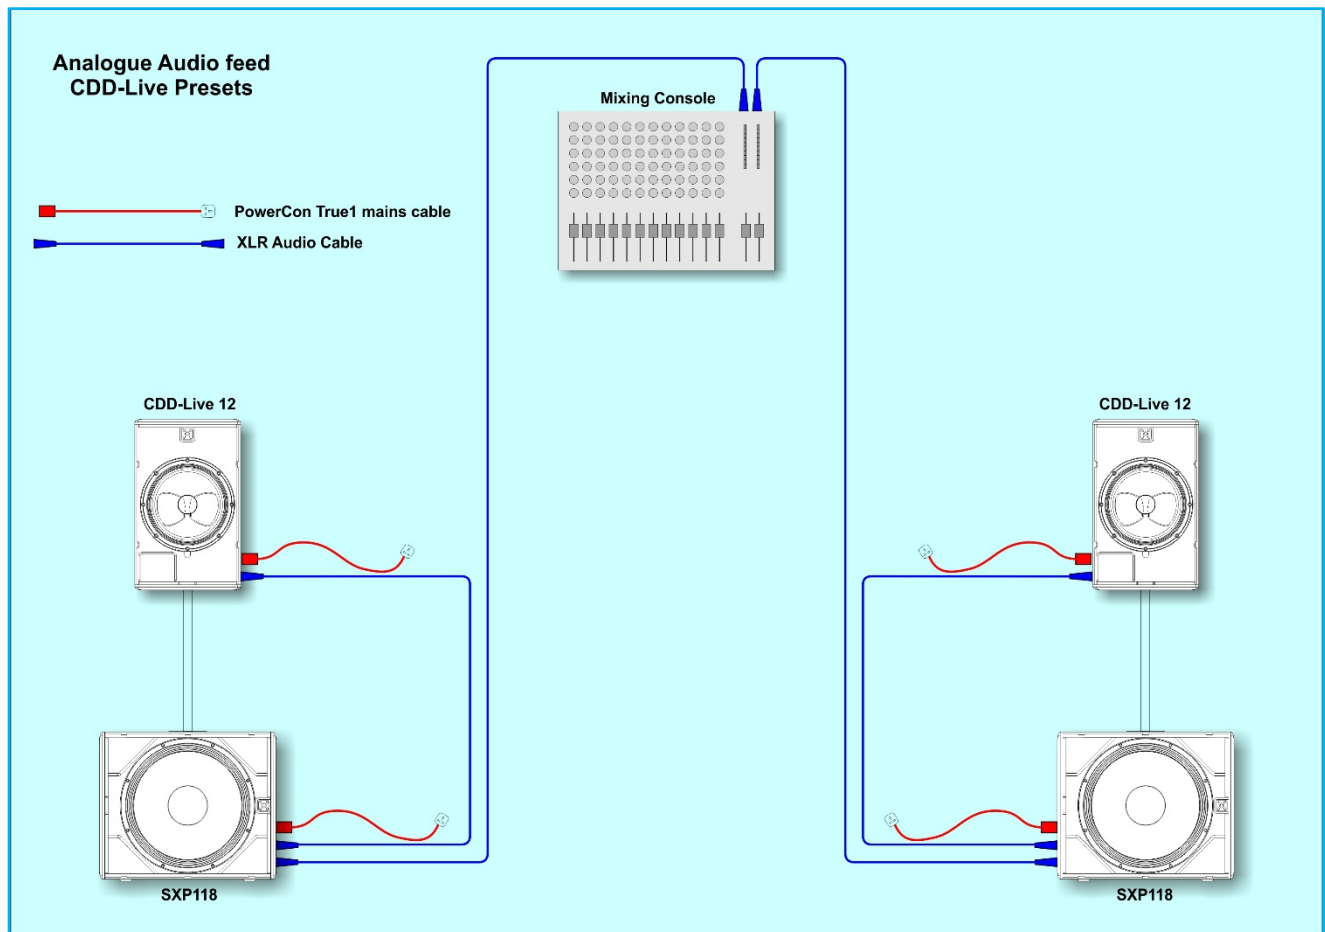 Analogue Audio feed
CDD-Live Presets
Mixing Console
PowerCon True1 mains cable
XLR Audio Cable
CDD-Live 12
CDD-Live 12
SXP118
SXP118